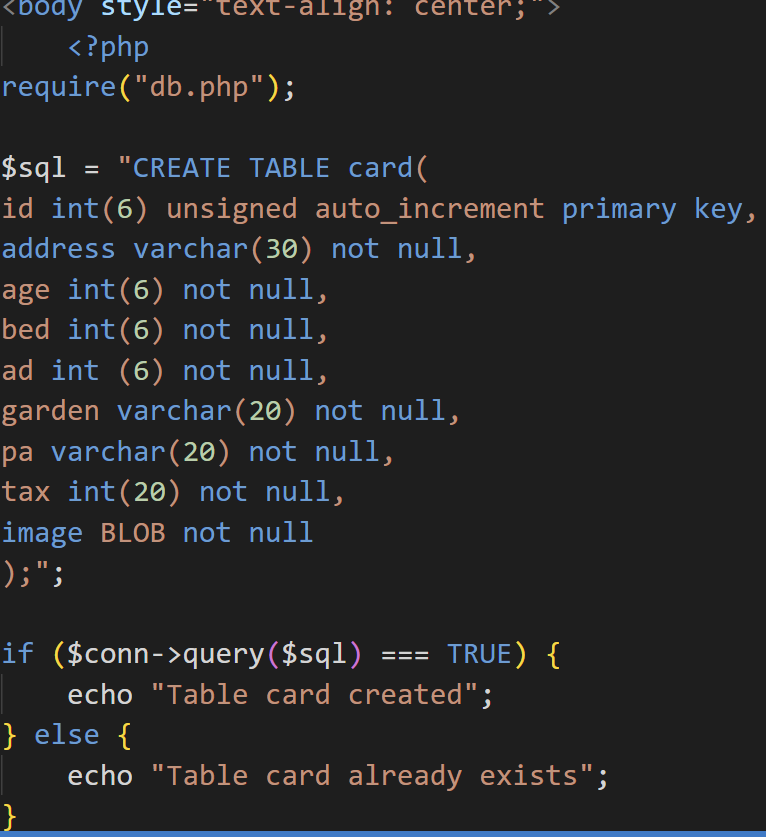 <body style="text-align: center;">
<?php
require("db.php");
$sql = "CREATE TABLE card(
id int(6) unsigned auto_increment primary key,
address varchar(30) not null,
age int(6) not null,
bed int(6) not null,
ad int (6) not null,
garden varchar(20) not null,
pa varchar(20) not null,
tax int(20) not null,
image BLOB not null
);";
if ($conn->query($sql) === TRUE) {
echo "Table card created";
} else {
echo "Table card already exists";
}